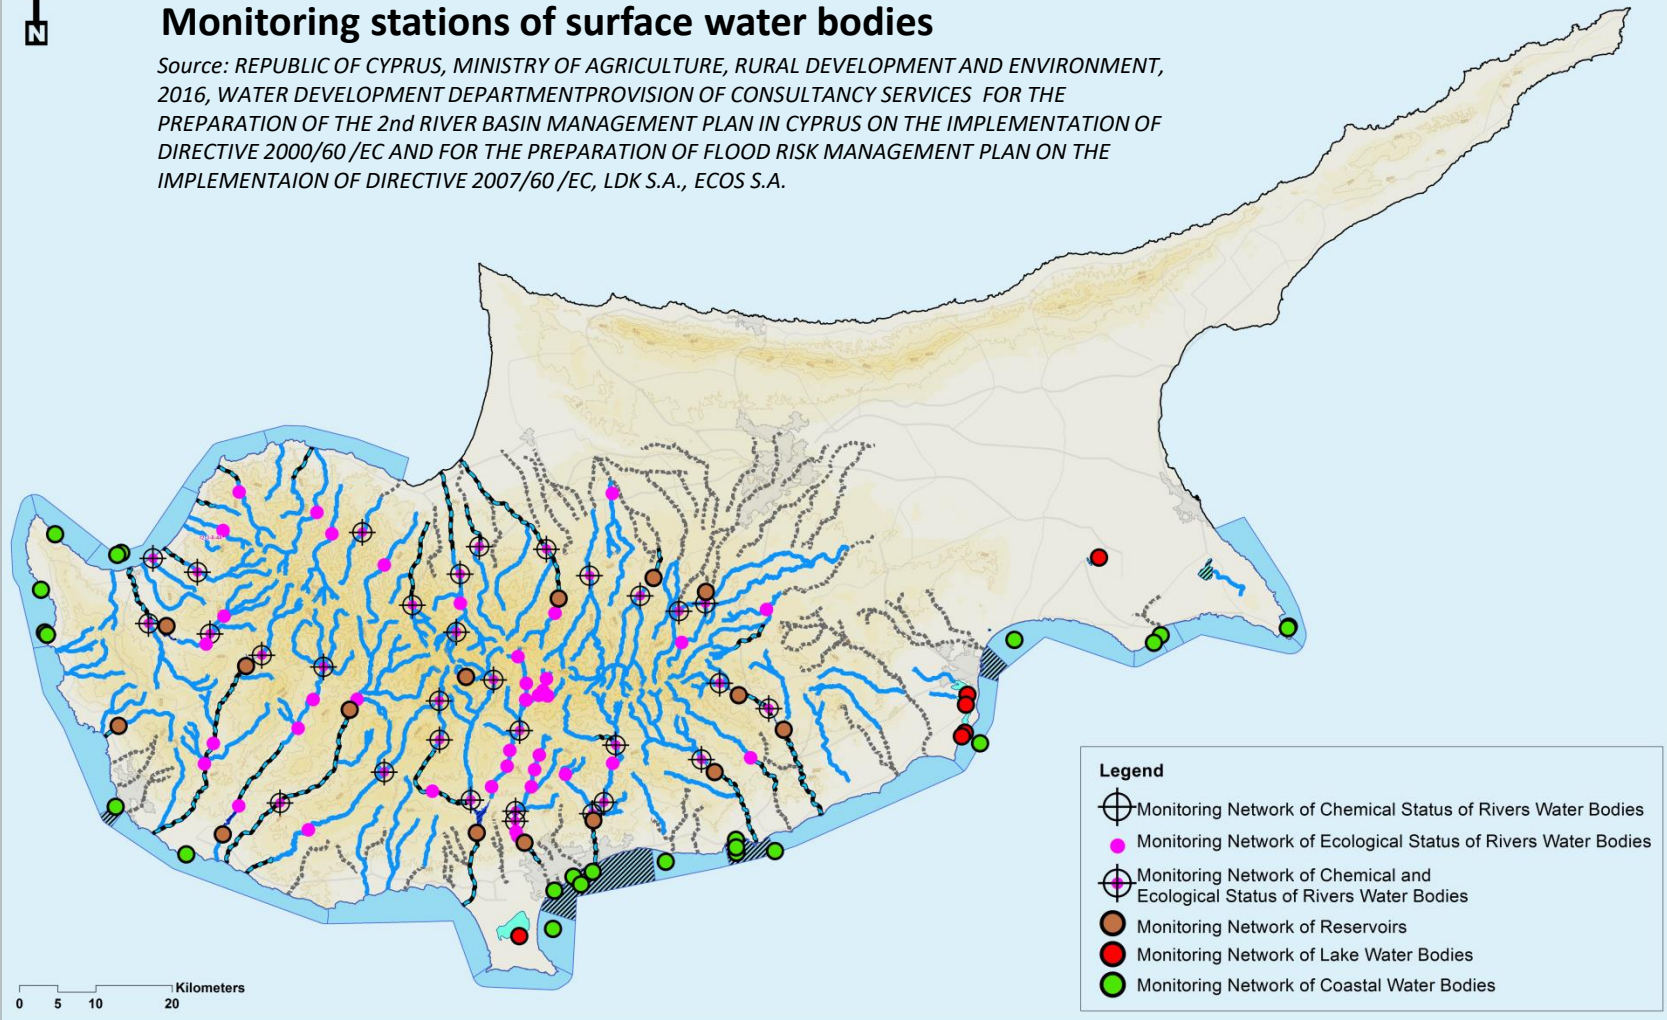 N
Monitoring stations of surface water bodies
Source: REPUBLIC OF CYPRUS, MINISTRY OF AGRICULTURE, RURAL DEVELOPMENT AND ENVIRONMENT,
2016, WATER DEVELOPMENT DEPARTMENTPROVISION OF CONSULTANCY SERVICES FOR THE
PREPARATION OF THE 2nd RIVER BASIN MANAGEMENT PLAN IN CYPRUS ON THE IMPLEMENTATION OF
DIRECTIVE 2000/60 /EC AND FOR THE PREPARATION OF FLOOD RISK MANAGEMENT PLAN ON THE
IMPLEMENTAION OF DIRECTIVE 2007/60 /EC, LDK S.A., ECOS S.A.
Legend
Monitoring Network of Chemical Status of Rivers Water Bodies
Monitoring Network of Ecological Status of Rivers Water Bodies
Monitoring Network of Chemical and
Ecological Status of Rivers Water Bodies
Monitoring Network of Reservoirs
Monitoring Network of Lake Water Bodies
Monitoring Network of Coastal Water Bodies
Kilometers
0 5 10 20